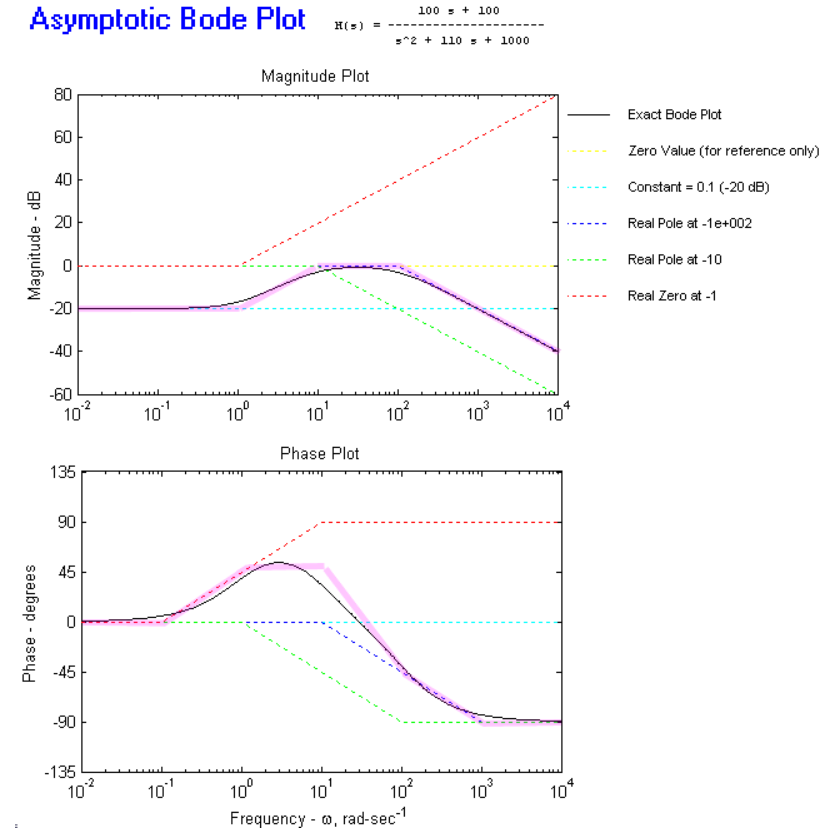 Asymptotic Bode Plot
100 s + 100
H(s) = --------------------
s^2 + 110 s + 1000
Magnitude Plot
80
60
40
20
0
-20
-40
-60
Magnitude - dB
10^-2 10^-1 10^0 10^1 10^2 10^3 10^4
Exact Bode Plot
Zero Value (for reference only)
Constant = 0.1 (-20 dB)
Real Pole at -1e+002
Real Pole at -10
Real Zero at -1
Phase Plot
135
90
45
0
-45
-90
-135
Phase - degrees
10^-2 10^-1 10^0 10^1 10^2 10^3 10^4
Frequency - ω, rad-sec^-1